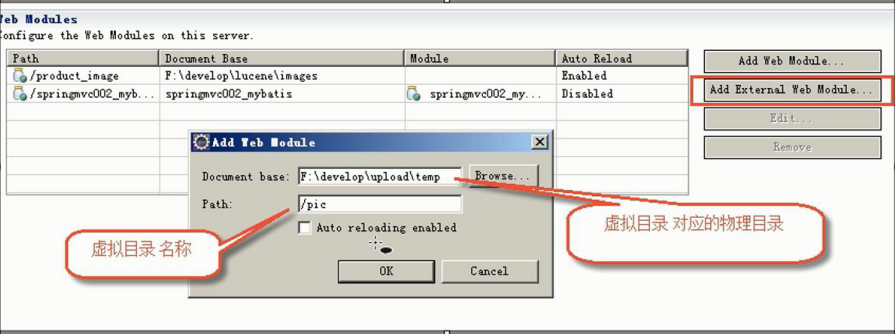 Web Modules
Configure the Web Modules on this server.
Path Document Base Module Auto Reload
/product_image F:\develop\lucene\images Enabled
/springmvc002_myb... springmvc002_mybatis springmvc002_my... Disabled
Add Web Module...
Add External Web Module...
Edit...
Remove
Add Web Module
Document base: F:\develop\upload\temp Browse...
Path: /pic
Auto reloading enabled
OK Cancel
虚拟目录 名称
虚拟目录 对应的物理目录